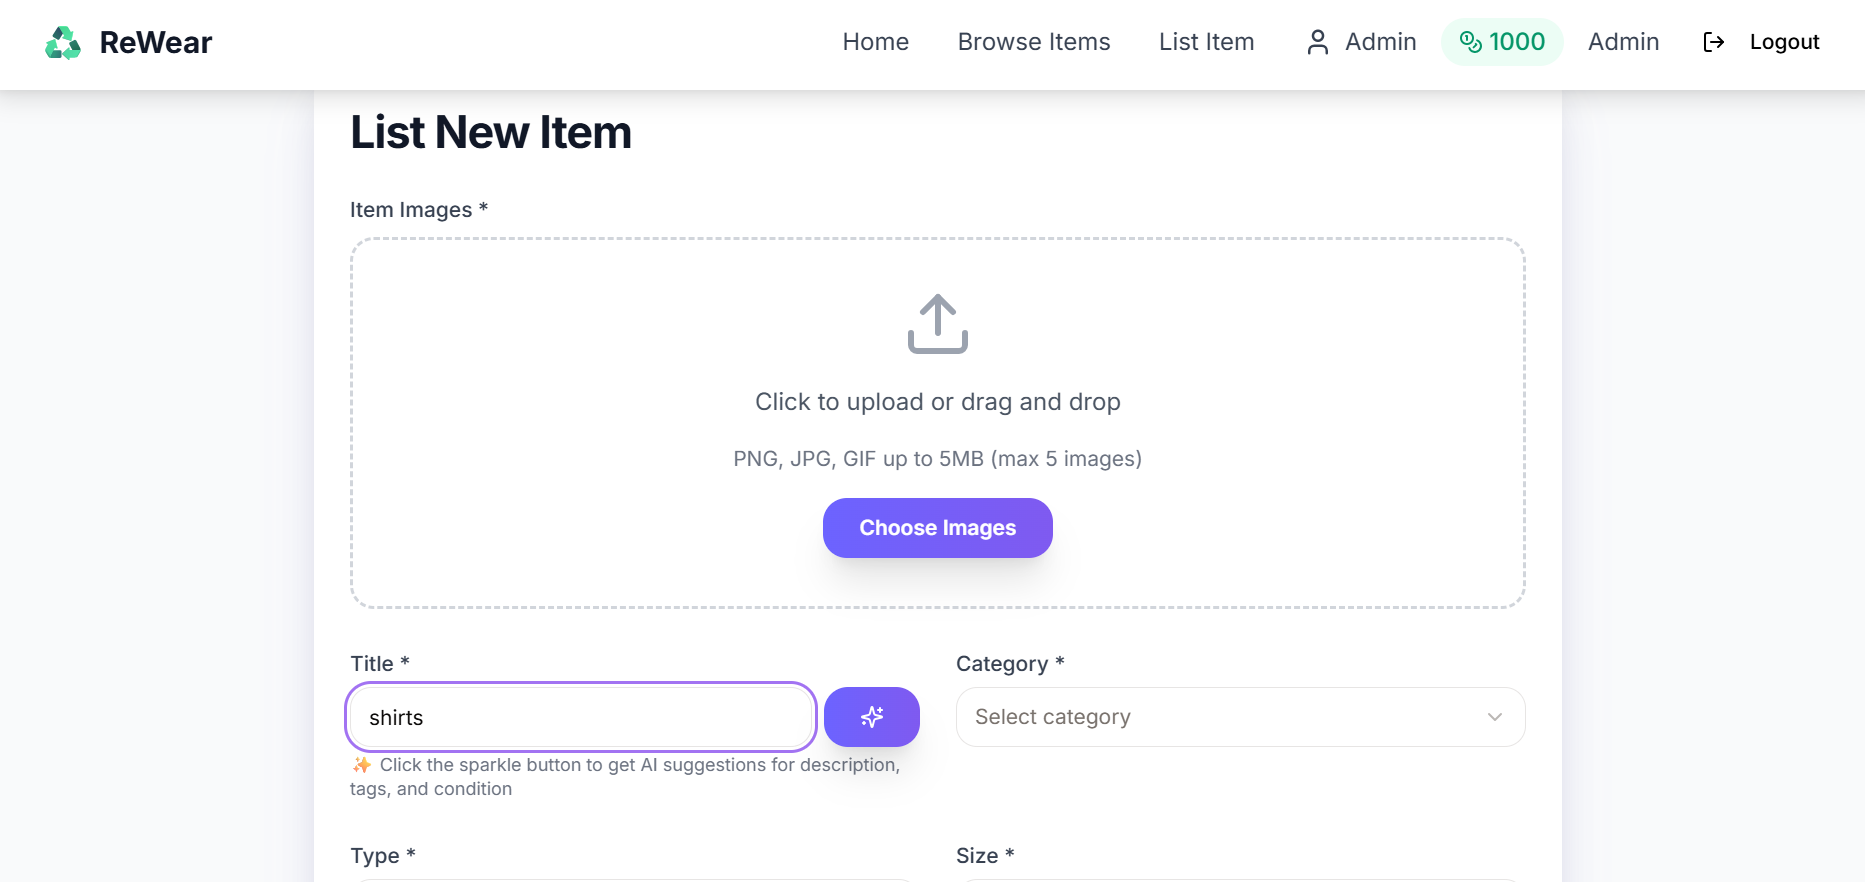 ReWear
Home Browse Items List Item Admin 1000 Admin Logout
List New Item
Item Images *
Click to upload or drag and drop
PNG, JPG, GIF up to 5MB (max 5 images)
Choose Images
Title *
shirts
✨ Click the sparkle button to get AI suggestions for description,
tags, and condition
Category *
Select category
Type *
Size *